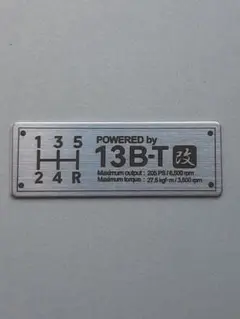 1 3 5
2 4 R
POWERED by
13B-T 改
Maximum output : 205 PS / 6,500 rpm
Maximum torque : 27.5 kgf-m / 3,500 rpm